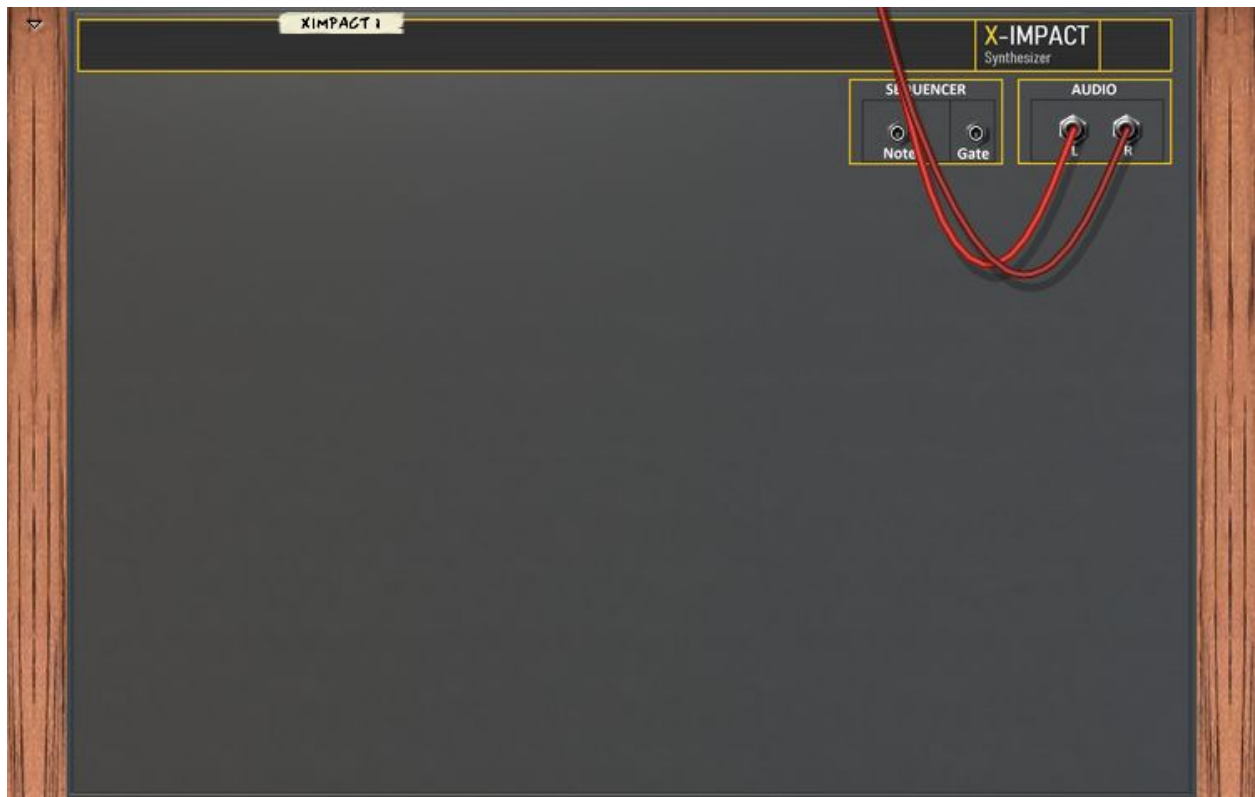 XIMPACT 1
X-IMPACT
Synthesizer
SEQUENCER
AUDIO
Note
Gate
L
R